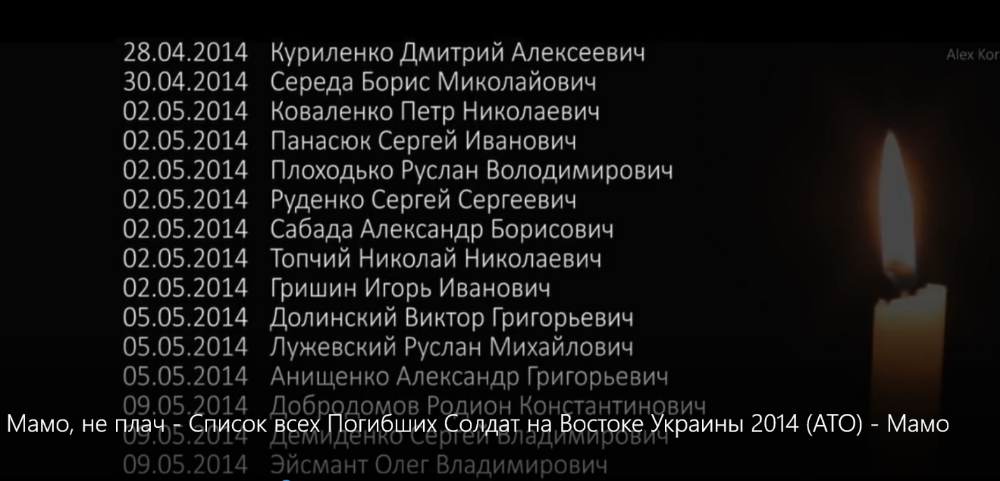 28.04.2014 Куриленко Дмитрий Алексеевич
Alex Kor
30.04.2014 Середа Борис Миколайович
02.05.2014 Коваленко Петр Николаевич
02.05.2014 Панасюк Сергей Иванович
02.05.2014 Плоходько Руслан Володимирович
02.05.2014 Руденко Сергей Сергеевич
02.05.2014 Сабада Александр Борисович
02.05.2014 Топчий Николай Николаевич
02.05.2014 Гришин Игорь Иванович
05.05.2014 Долинский Виктор Григорьевич
05.05.2014 Лужевский Руслан Михайлович
05.05.2014 Анищенко Александр Григорьевич
09.05.2014 Добродомов Родион Константинович
Мамо, не плач - Список всех Погибших Солдат на Востоке Украины 2014 (АТО) - Мамо
09.05.2014 Демиденко Сергей Владимирович
09.05.2014 Эйсмант Олег Владимирович